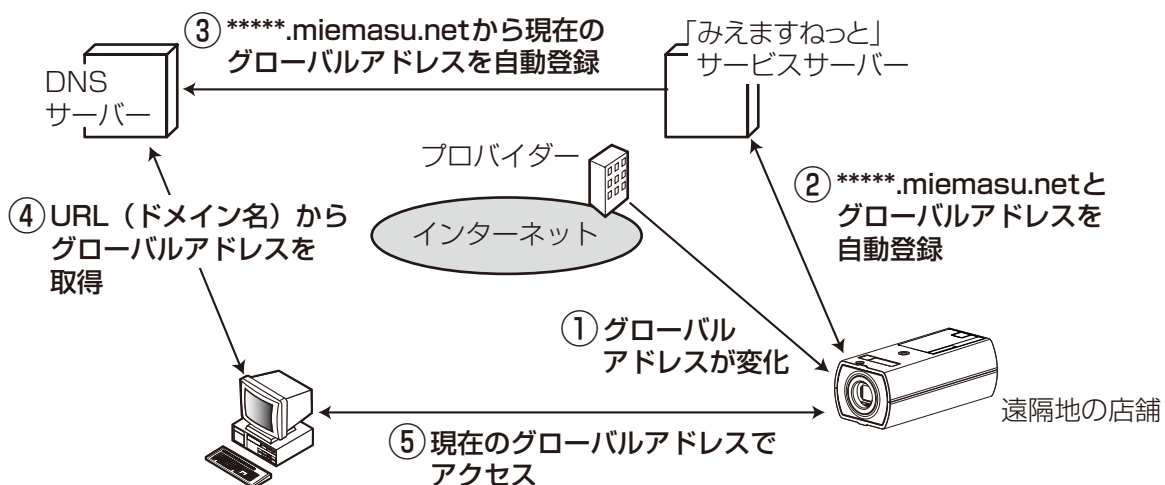 ③*****.miemasu.netから現在の
グローバルアドレスを自動登録
「みえますねっと」
サービスサーバー
DNS
サーバー
プロバイダー
インターネット
②*****.miemasu.netと
グローバルアドレスを
自動登録
④URL（ドメイン名）から
グローバルアドレスを
取得
①グローバル
アドレスが変化
遠隔地の店舗
⑤現在のグローバルアドレスで
アクセス